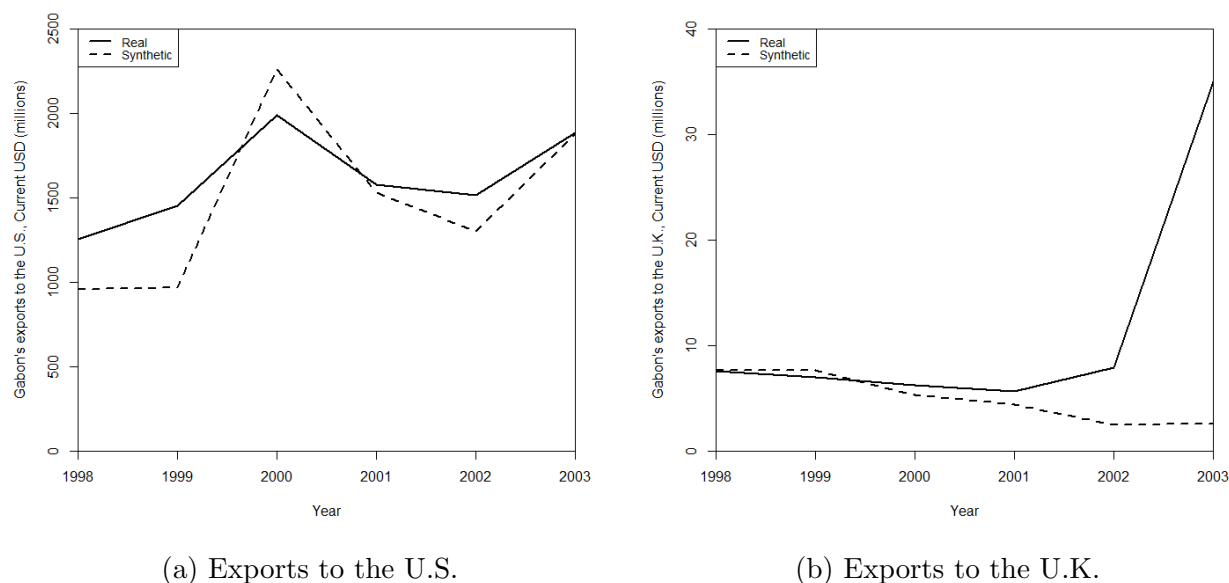 Gabon's exports to the U.S., Current USD (millions)
2500
2000
1500
1000
500
0
Real
Synthetic
1998 1999 2000 2001 2002 2003
Year
(a) Exports to the U.S.
Gabon's exports to the U.K., Current USD (millions)
40
30
20
10
0
Real
Synthetic
1998 1999 2000 2001 2002 2003
Year
(b) Exports to the U.K.